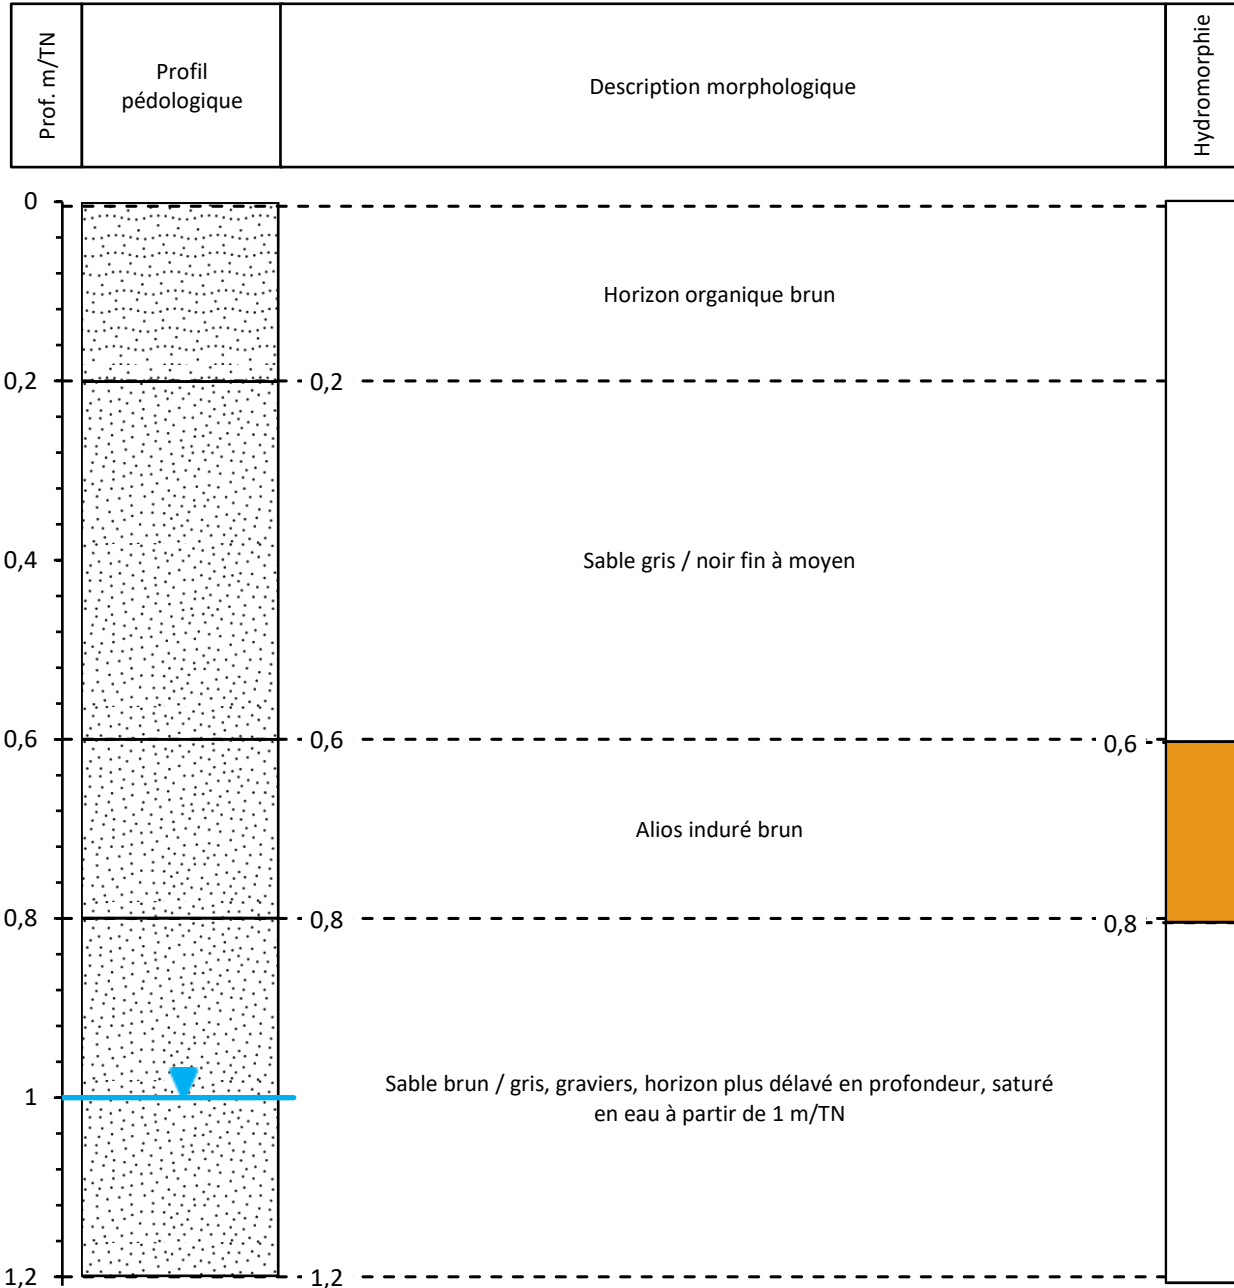 Prof. m/TN
Profil
pédologique
Description morphologique
Hydromorphie
0
Horizon organique brun
0,2
0,2
Sable gris / noir fin à moyen
0,4
0,6
0,6
0,6
Alios induré brun
0,8
0,8
0,8
Sable brun / gris, graviers, horizon plus délavé en profondeur, saturé
en eau à partir de 1 m/TN
1
1,2
1,2